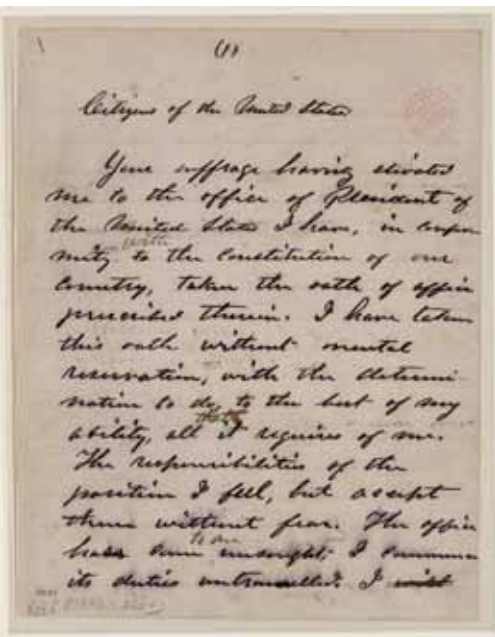 (1)
Citizens of the United States
Your suffrage having elevated
me to the office of President of
the United States I have, in confor
with
mity to the Constitution of our
country, taken the oath of office
prescribed therein. I have taken
this oath without mental
reservation, with the determi-
nation to do, to the best of my
that
ability, all it requires of me.
The responsibilities of the
position I feel, but accept
them without fear. The office
to me
has come unsought; I commence
its duties untrammelled. I